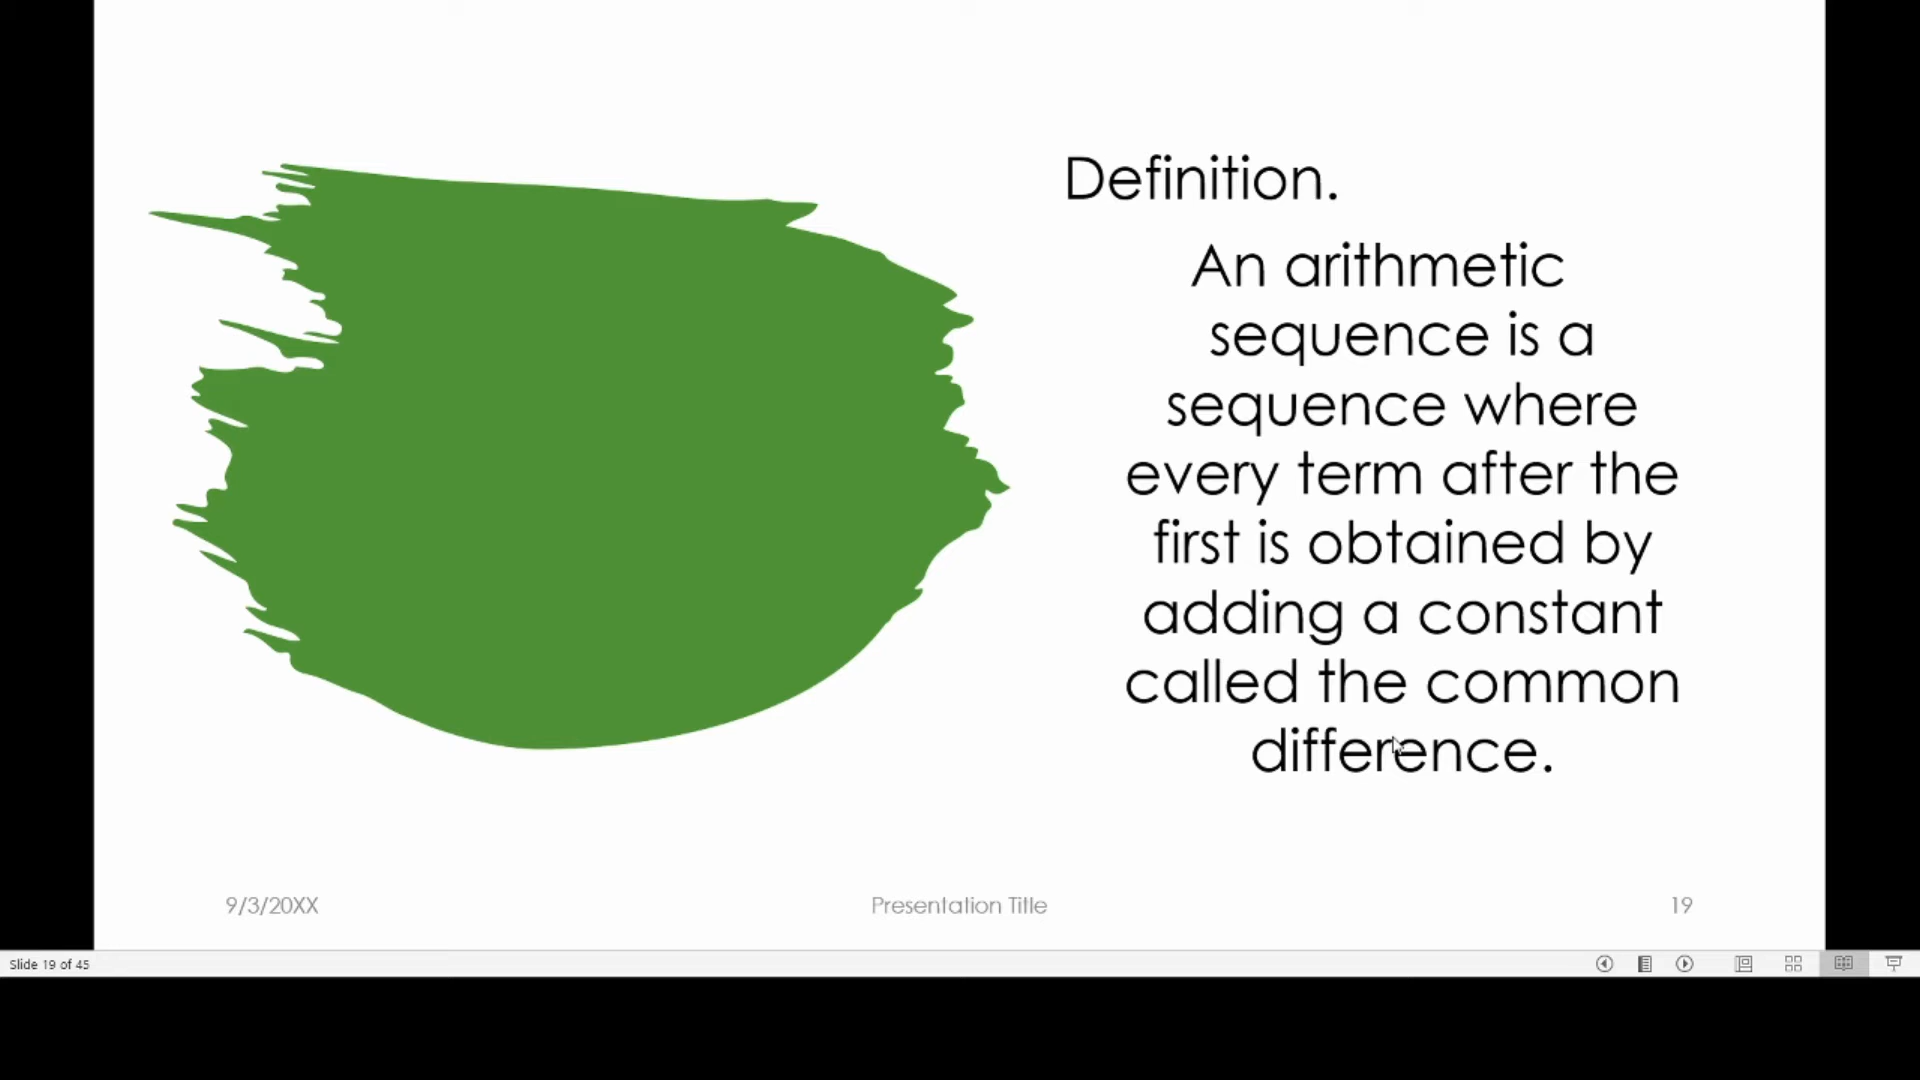 Definition.
An arithmetic
sequence is a
sequence where
every term after the
first is obtained by
adding a constant
called the common
difference.
9/3/20XX
Presentation Title
19
Slide 19 of 45